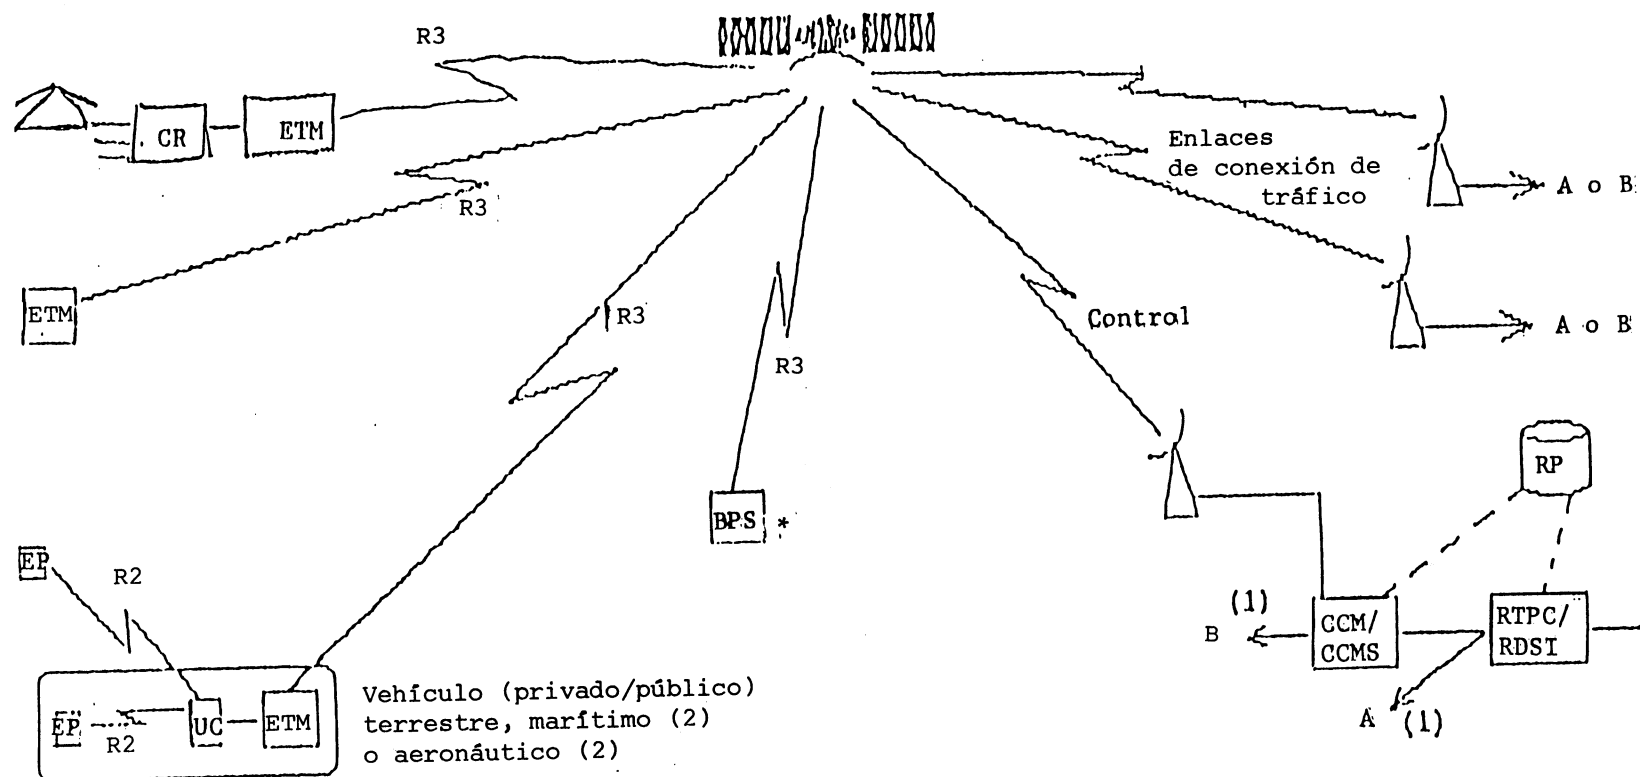 R3
CR
ETM
Enlaces
de conexión de
tráfico
A o B
R3
ETM
R3
Control
A o B
R3
RP
BPS *
EP
R2
B (1)
CCM/
CCMS
RTPC/
RDSI
A (1)
EP
R2
UC
ETM
Vehículo (privado/público)
terrestre, marítimo (2)
o aeronáutico (2)